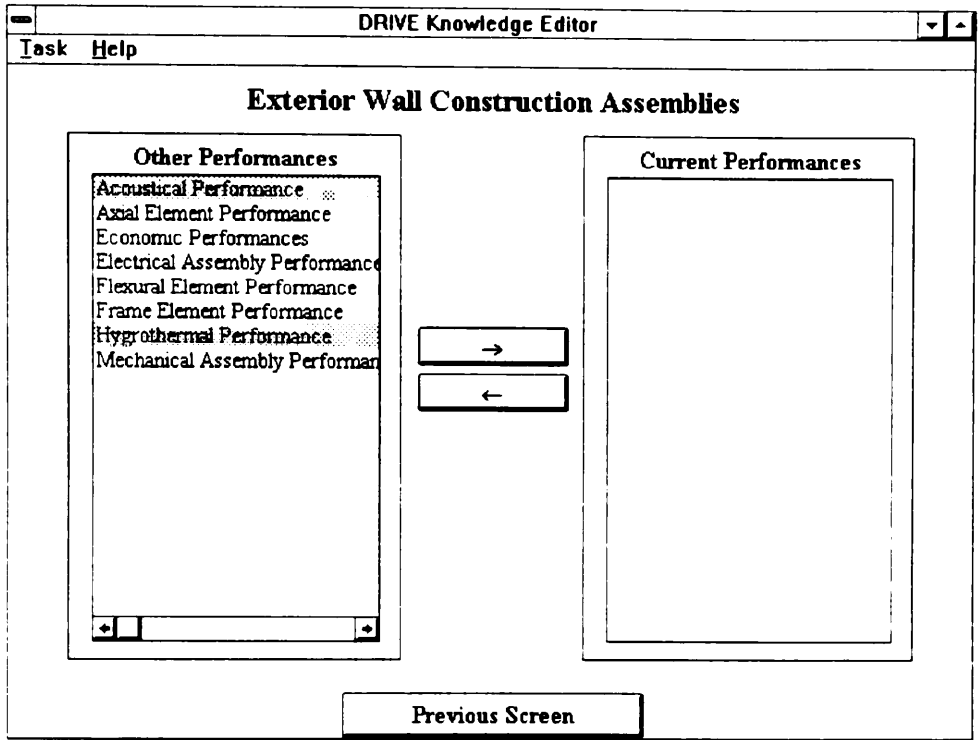 DRIVE Knowledge Editor
Task Help
Exterior Wall Construction Assemblies
Other Performances
Acoustical Performance
Axial Element Performance
Economic Performances
Electrical Assembly Performance
Flexural Element Performance
Frame Element Performance
Hygrothermal Performance
Mechanical Assembly Performan
→
←
Current Performances
Previous Screen